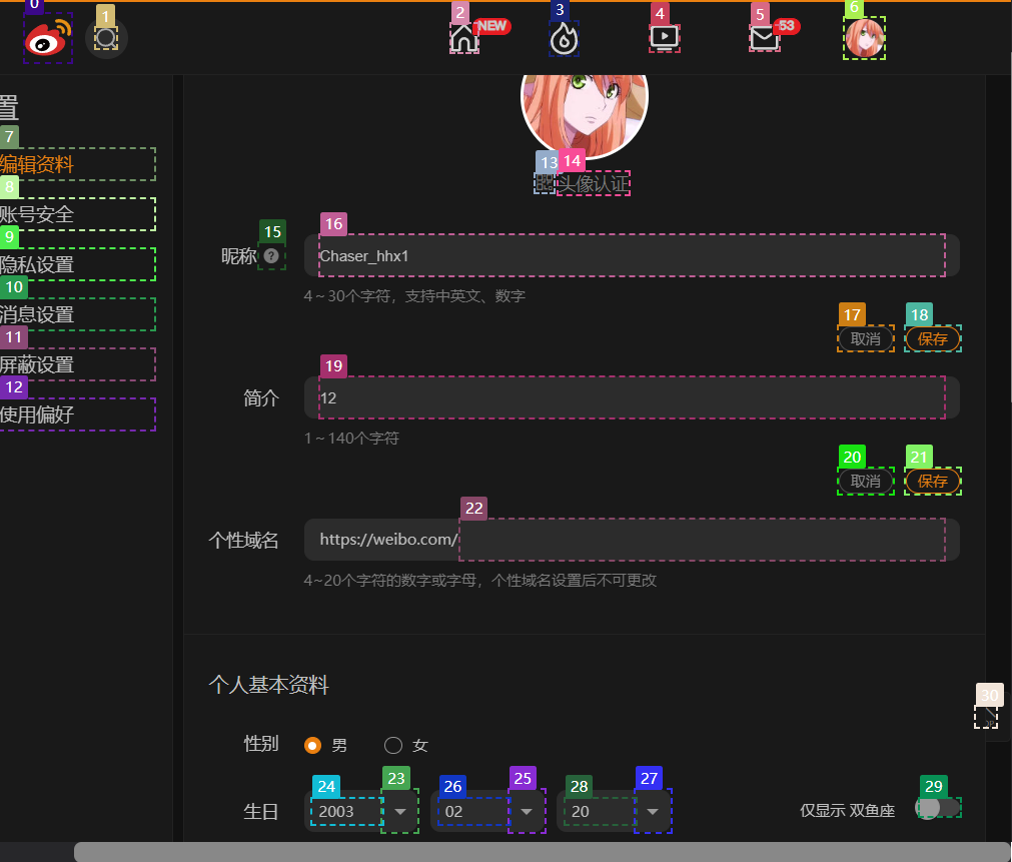 0
1
2
NEW
3
4
5
53
6
置
7
编辑资料
8
账号安全
9
隐私设置
10
消息设置
11
屏蔽设置
12
使用偏好
13
14
头像认证
昵称
15
?
16
Chaser_hhx1
4～30个字符，支持中英文、数字
17
取消
18
保存
简介
19
12
1～140个字符
20
取消
21
保存
个性域名
https://weibo.com/
22
4~20个字符的数字或字母，个性域名设置后不可更改
个人基本资料
30
性别
男
女
生日
24
2003
23
26
02
25
28
20
27
仅显示 双鱼座
29